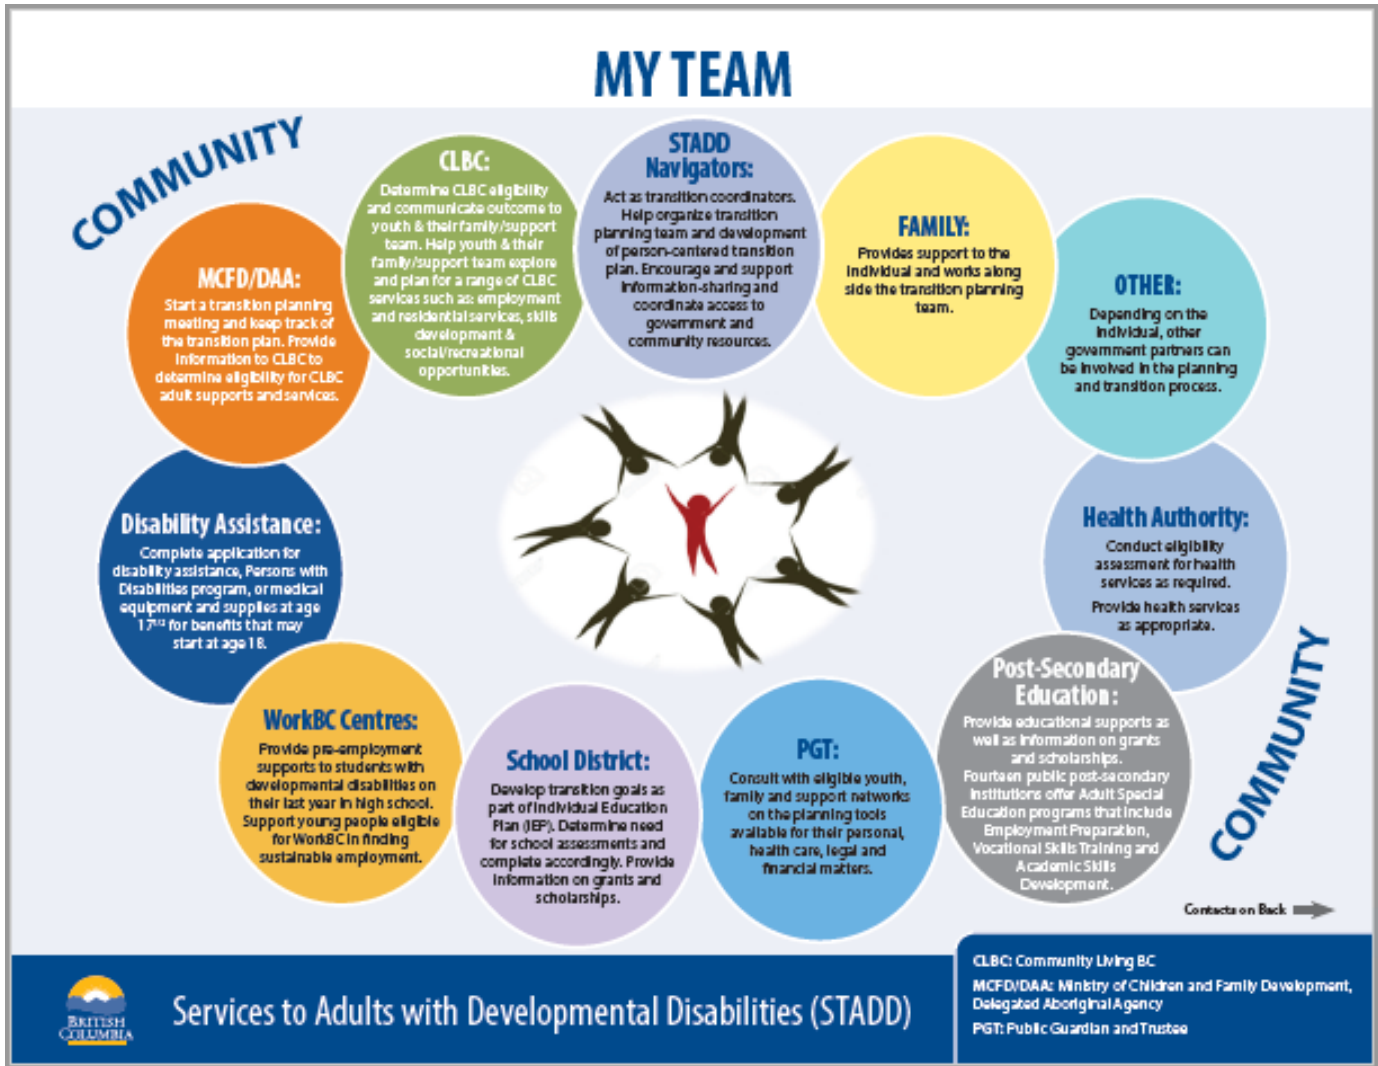 MY TEAM
COMMUNITY
CLBC:
Determine CLBC eligibility
and communicate outcome to
youth & their family/support
team. Help youth & their
family/support team explore
and plan for a range of CLBC
services such as: employment
and residential services, skills
development &
social/recreational
opportunities.
STADD
Navigators:
Act as transition coordinators.
Help organize transition
planning team and development
of person-centered transition
plan. Encourage and support
information-sharing and
coordinate access to
government and
community resources.
FAMILY:
Provides support to the
individual and works along
side the transition planning
team.
MCFD/DAA:
Start a transition planning
meeting and keep track of
the transition plan. Provide
information to CLBC to
determine eligibility for CLBC
adult supports and services.
OTHER:
Depending on the
individual, other
government partners can
be involved in the planning
and transition process.
Disability Assistance:
Complete application for
disability assistance, Persons with
Disabilities program, or medical
equipment and supplies at age
17 1/2 for benefits that may
start at age 18.
Health Authority:
Conduct eligibility
assessment for health
services as required.
Provide health services
as appropriate.
WorkBC Centres:
Provide pre-employment
supports to students with
developmental disabilities on
their last year in high school.
Support young people eligible
for WorkBC in finding
sustainable employment.
School District:
Develop transition goals as
part of Individual Education
Plan (IEP). Determine need
for school assessments and
complete accordingly. Provide
information on grants and
scholarships.
PGT:
Consult with eligible youth,
family and support networks
on the planning tools
available for their personal,
health care, legal and
financial matters.
Post-Secondary
Education:
Provide educational supports as
well as information on grants
and scholarships.
Fourteen public post-secondary
institutions offer Adult Special
Education programs that include
Employment Preparation,
Vocational Skills Training and
Academic Skills
Development.
COMMUNITY
Contacts on Back
BRITISH
COLUMBIA
Services to Adults with Developmental Disabilities (STADD)
CLBC: Community Living BC
MCFD/DAA: Ministry of Children and Family Development,
Delegated Aboriginal Agency
PGT: Public Guardian and Trustee